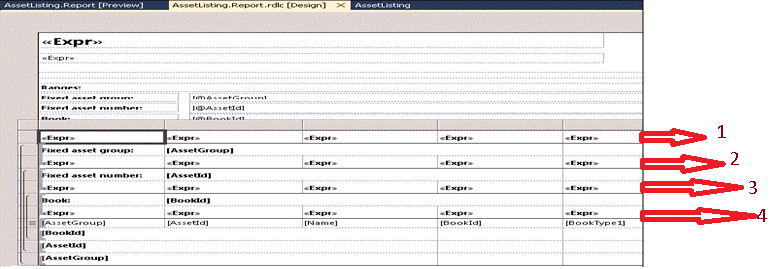 AssetListing.Report [Preview] AssetListing.Report.rdlc [Design] × AssetListing
«Expr»
«Expr»
Ranges:
Fixed asset group: [@AssetGroup]
Fixed asset number: [@AssetId]
Book: [@BookId]
«Expr» «Expr» «Expr» «Expr» «Expr» 1
Fixed asset group: [AssetGroup]
«Expr» «Expr» «Expr» «Expr» «Expr» 2
Fixed asset number: [AssetId]
«Expr» «Expr» «Expr» «Expr» «Expr» 3
Book: [BookId]
«Expr» «Expr» «Expr» «Expr» «Expr» 4
[AssetGroup] [AssetId] [Name] [BookId] [BookType1]
[BookId]
[AssetId]
[AssetGroup]